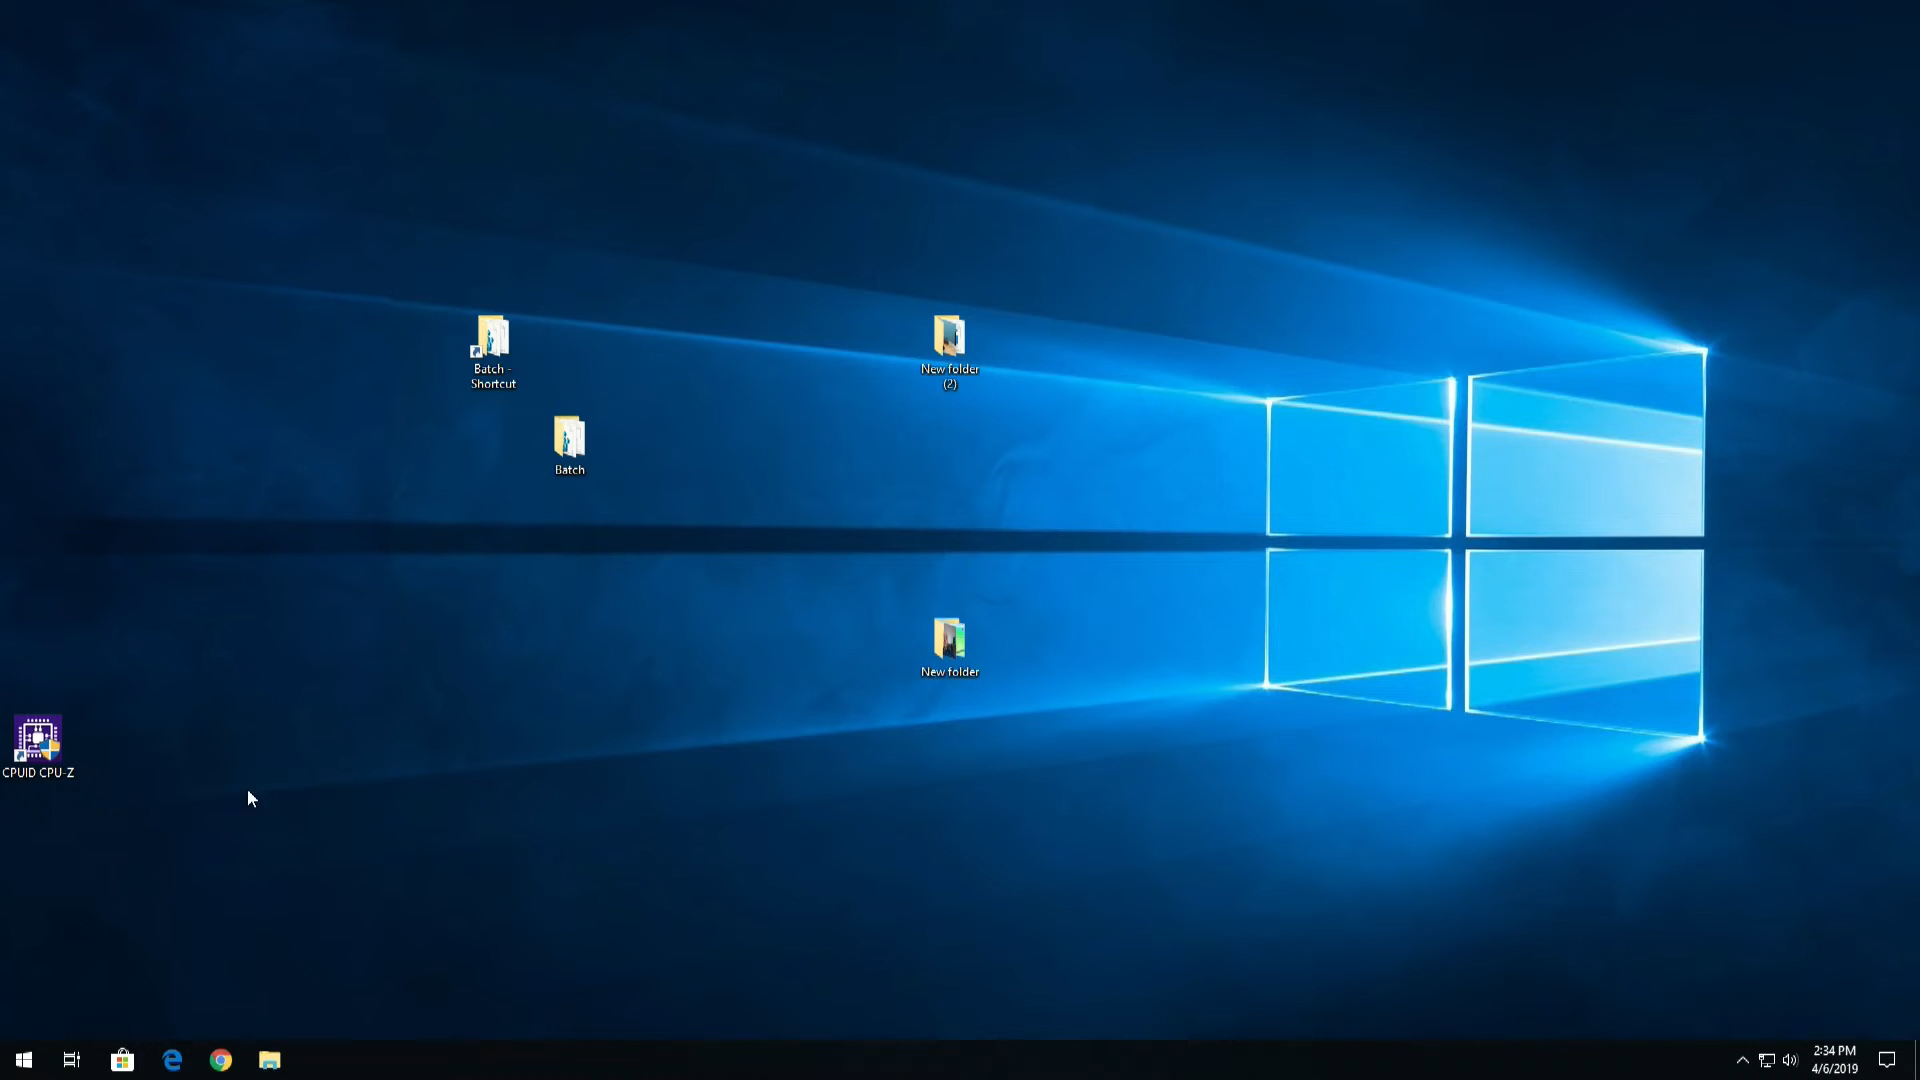 Batch -
Shortcut
New folder
(2)
Batch
New folder
CPUID CPU-Z
2:34 PM
4/6/2019